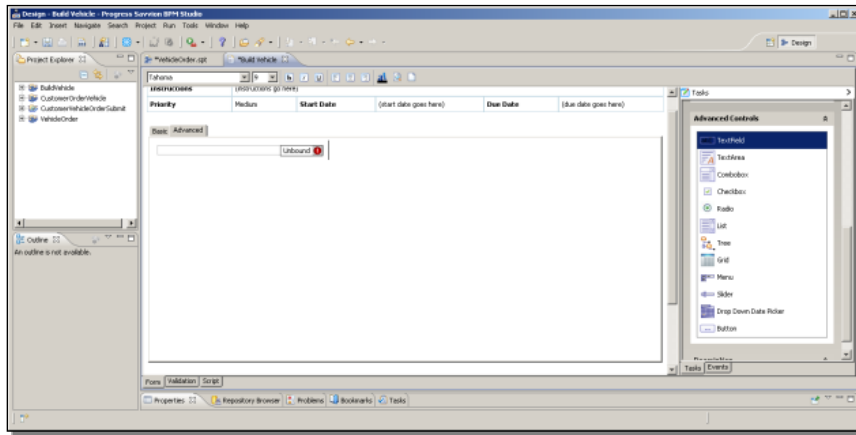 Design - Build Vehicle - Progress Savvion BPM Studio
File Edit Insert Navigate Search Project Run Tools Window Help
Design
Project Explorer
*VehicleOrder.spt
*Build Vehicle
Tahoma 9
BuildVehicle
CustomerOrderVehicle
CustomerVehicleOrderSubmit
VehicleOrder
Instructions (instructions go here)
Priority Medium Start Date (start date goes here) Due Date (due date goes here)
Basic Advanced
Unbound
Tasks
Advanced Controls
TextField
TextArea
Combobox
Checkbox
Radio
List
Tree
Grid
Menu
Slider
Drop Down Date Picker
Button
Description
Tasks Events
Outline
An outline is not available.
Form Validation Script
Properties Repository Browser Problems Bookmarks Tasks